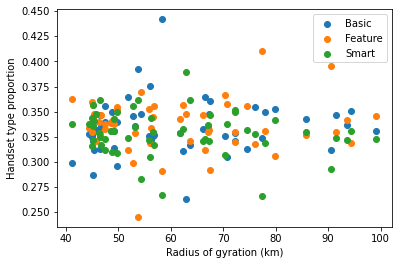 0.450
0.425
0.400
0.375
0.350
0.325
0.300
0.275
0.250
Handset type proportion
Basic
Feature
Smart
40 50 60 70 80 90 100
Radius of gyration (km)